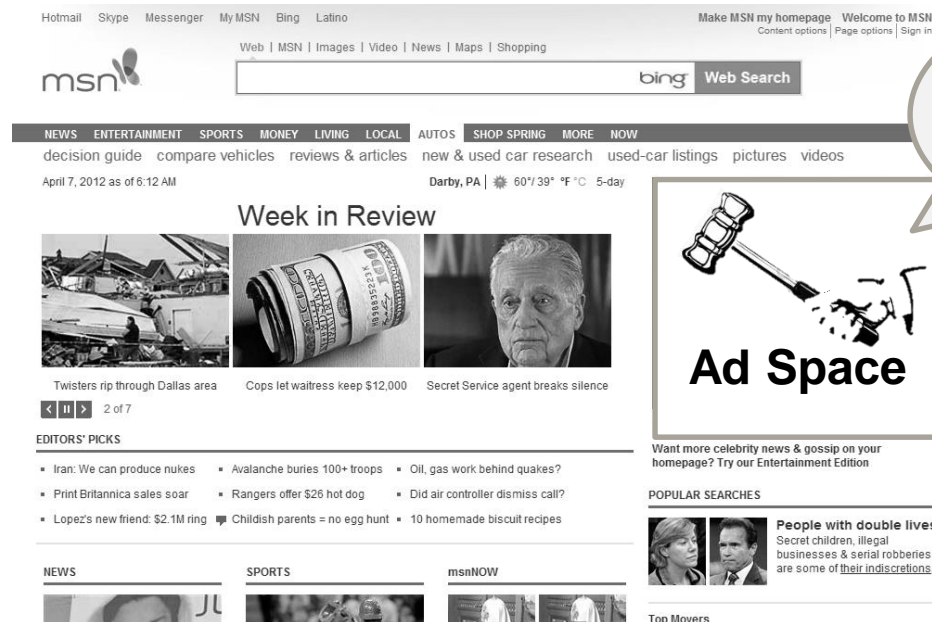 Hotmail Skype Messenger My MSN Bing Latino
Make MSN my homepage Welcome to MSN
Content options | Page options | Sign in
msn
Web | MSN | Images | Video | News | Maps | Shopping
bing Web Search
NEWS ENTERTAINMENT SPORTS MONEY LIVING LOCAL AUTOS SHOP SPRING MORE NOW
decision guide compare vehicles reviews & articles new & used car research used-car listings pictures videos
April 7, 2012 as of 6:12 AM
Darby, PA | 60°/ 39° °F °C 5-day
Week in Review
Twisters rip through Dallas area
Cops let waitress keep $12,000
Secret Service agent breaks silence
2 of 7
Ad Space
EDITORS' PICKS
Iran: We can produce nukes
Avalanche buries 100+ troops
Oil, gas work behind quakes?
Print Britannica sales soar
Rangers offer $26 hot dog
Did air controller dismiss call?
Lopez's new friend: $2.1M ring
Childish parents = no egg hunt
10 homemade biscuit recipes
Want more celebrity news & gossip on your
homepage? Try our Entertainment Edition
POPULAR SEARCHES
People with double lives
Secret children, illegal
businesses & serial robberies
are some of their indiscretions
NEWS
SPORTS
msnNOW
Top Movers